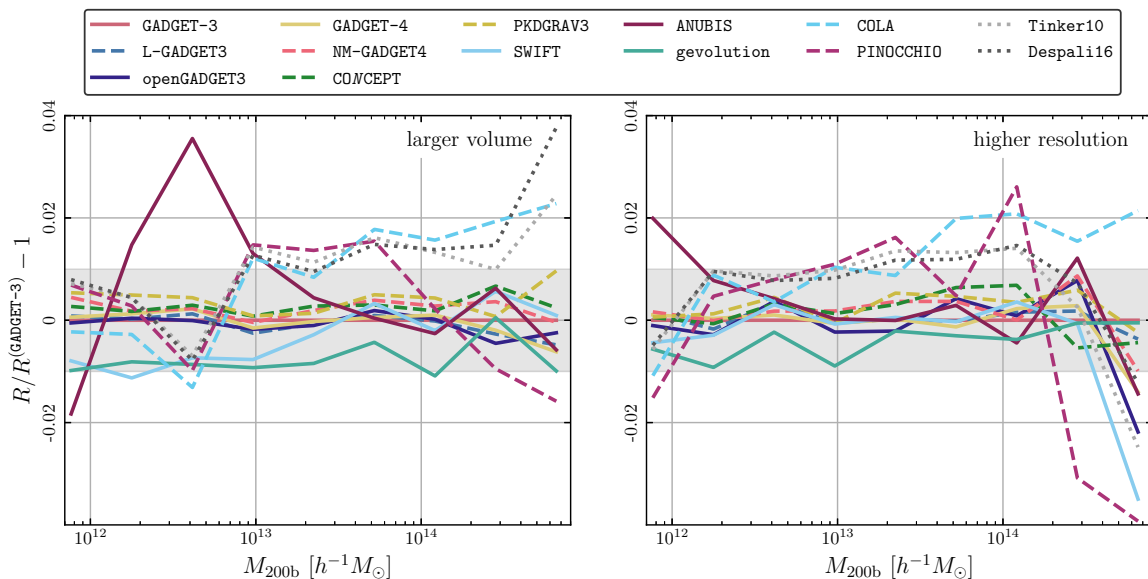 GADGET-3 GADGET-4 PKDGRAV3 ANUBIS COLA Tinker10
L-GADGET3 NM-GADGET4 SWIFT gevolution PINOCCHIO Despali16
openGADGET3 CONCEPT
larger volume
higher resolution
R/R^(GADGET-3) − 1
0.04
0.02
0
-0.02
0.04
0.02
0
-0.02
10^12 10^13 10^14
10^12 10^13 10^14
M_200b [h^−1 M_⊙]
M_200b [h^−1 M_⊙]